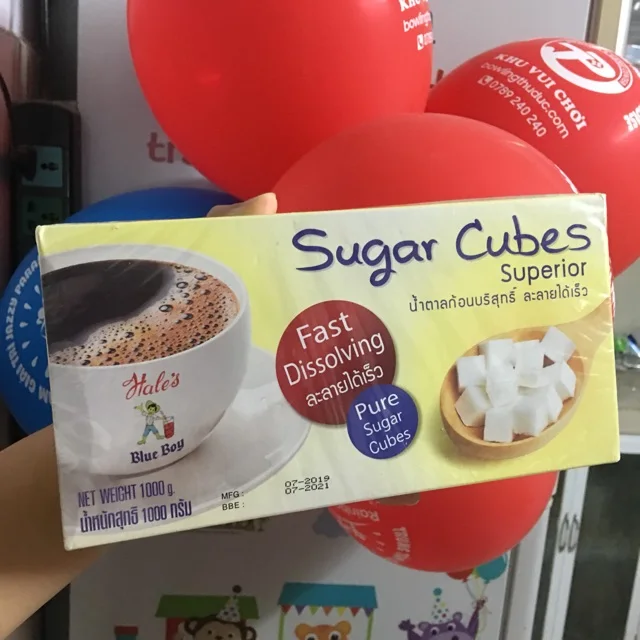 KHU VUI CHƠI
bowlingthuduc.com
0789 240 240
Sugar Cubes
Superior
น้ำตาลก้อนบริสุทธิ์ ละลายได้เร็ว
Fast
Dissolving
ละลายได้เร็ว
Pure
Sugar
Cubes
Hale's
Blue Boy
NET WEIGHT 1000 g.
น้ำหนักสุทธิ 1000 กรัม
MFG : 07-2019
BBE : 07-2021